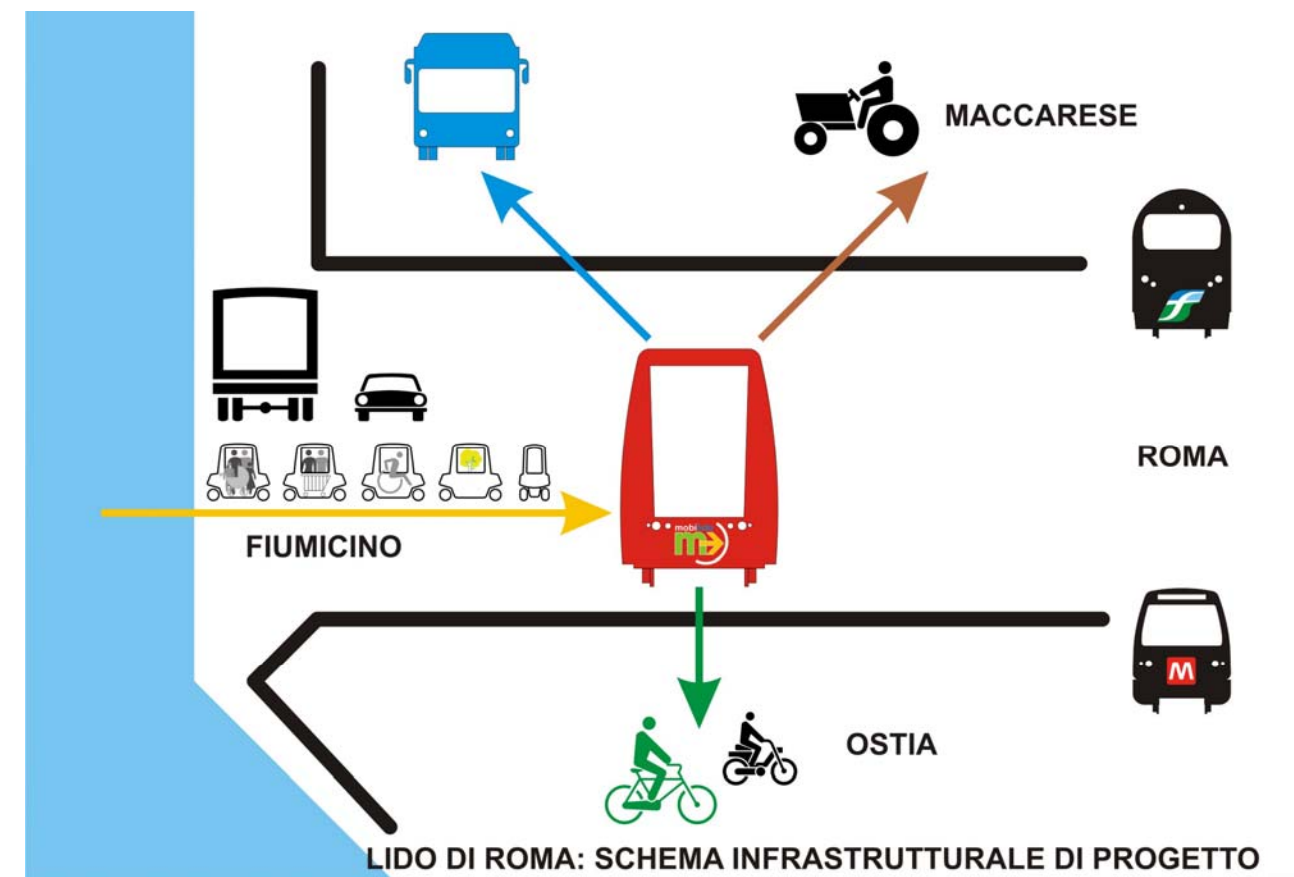 MACCARESE
ROMA
FIUMICINO
M
OSTIA
LIDO DI ROMA: SCHEMA INFRASTRUTTURALE DI PROGETTO